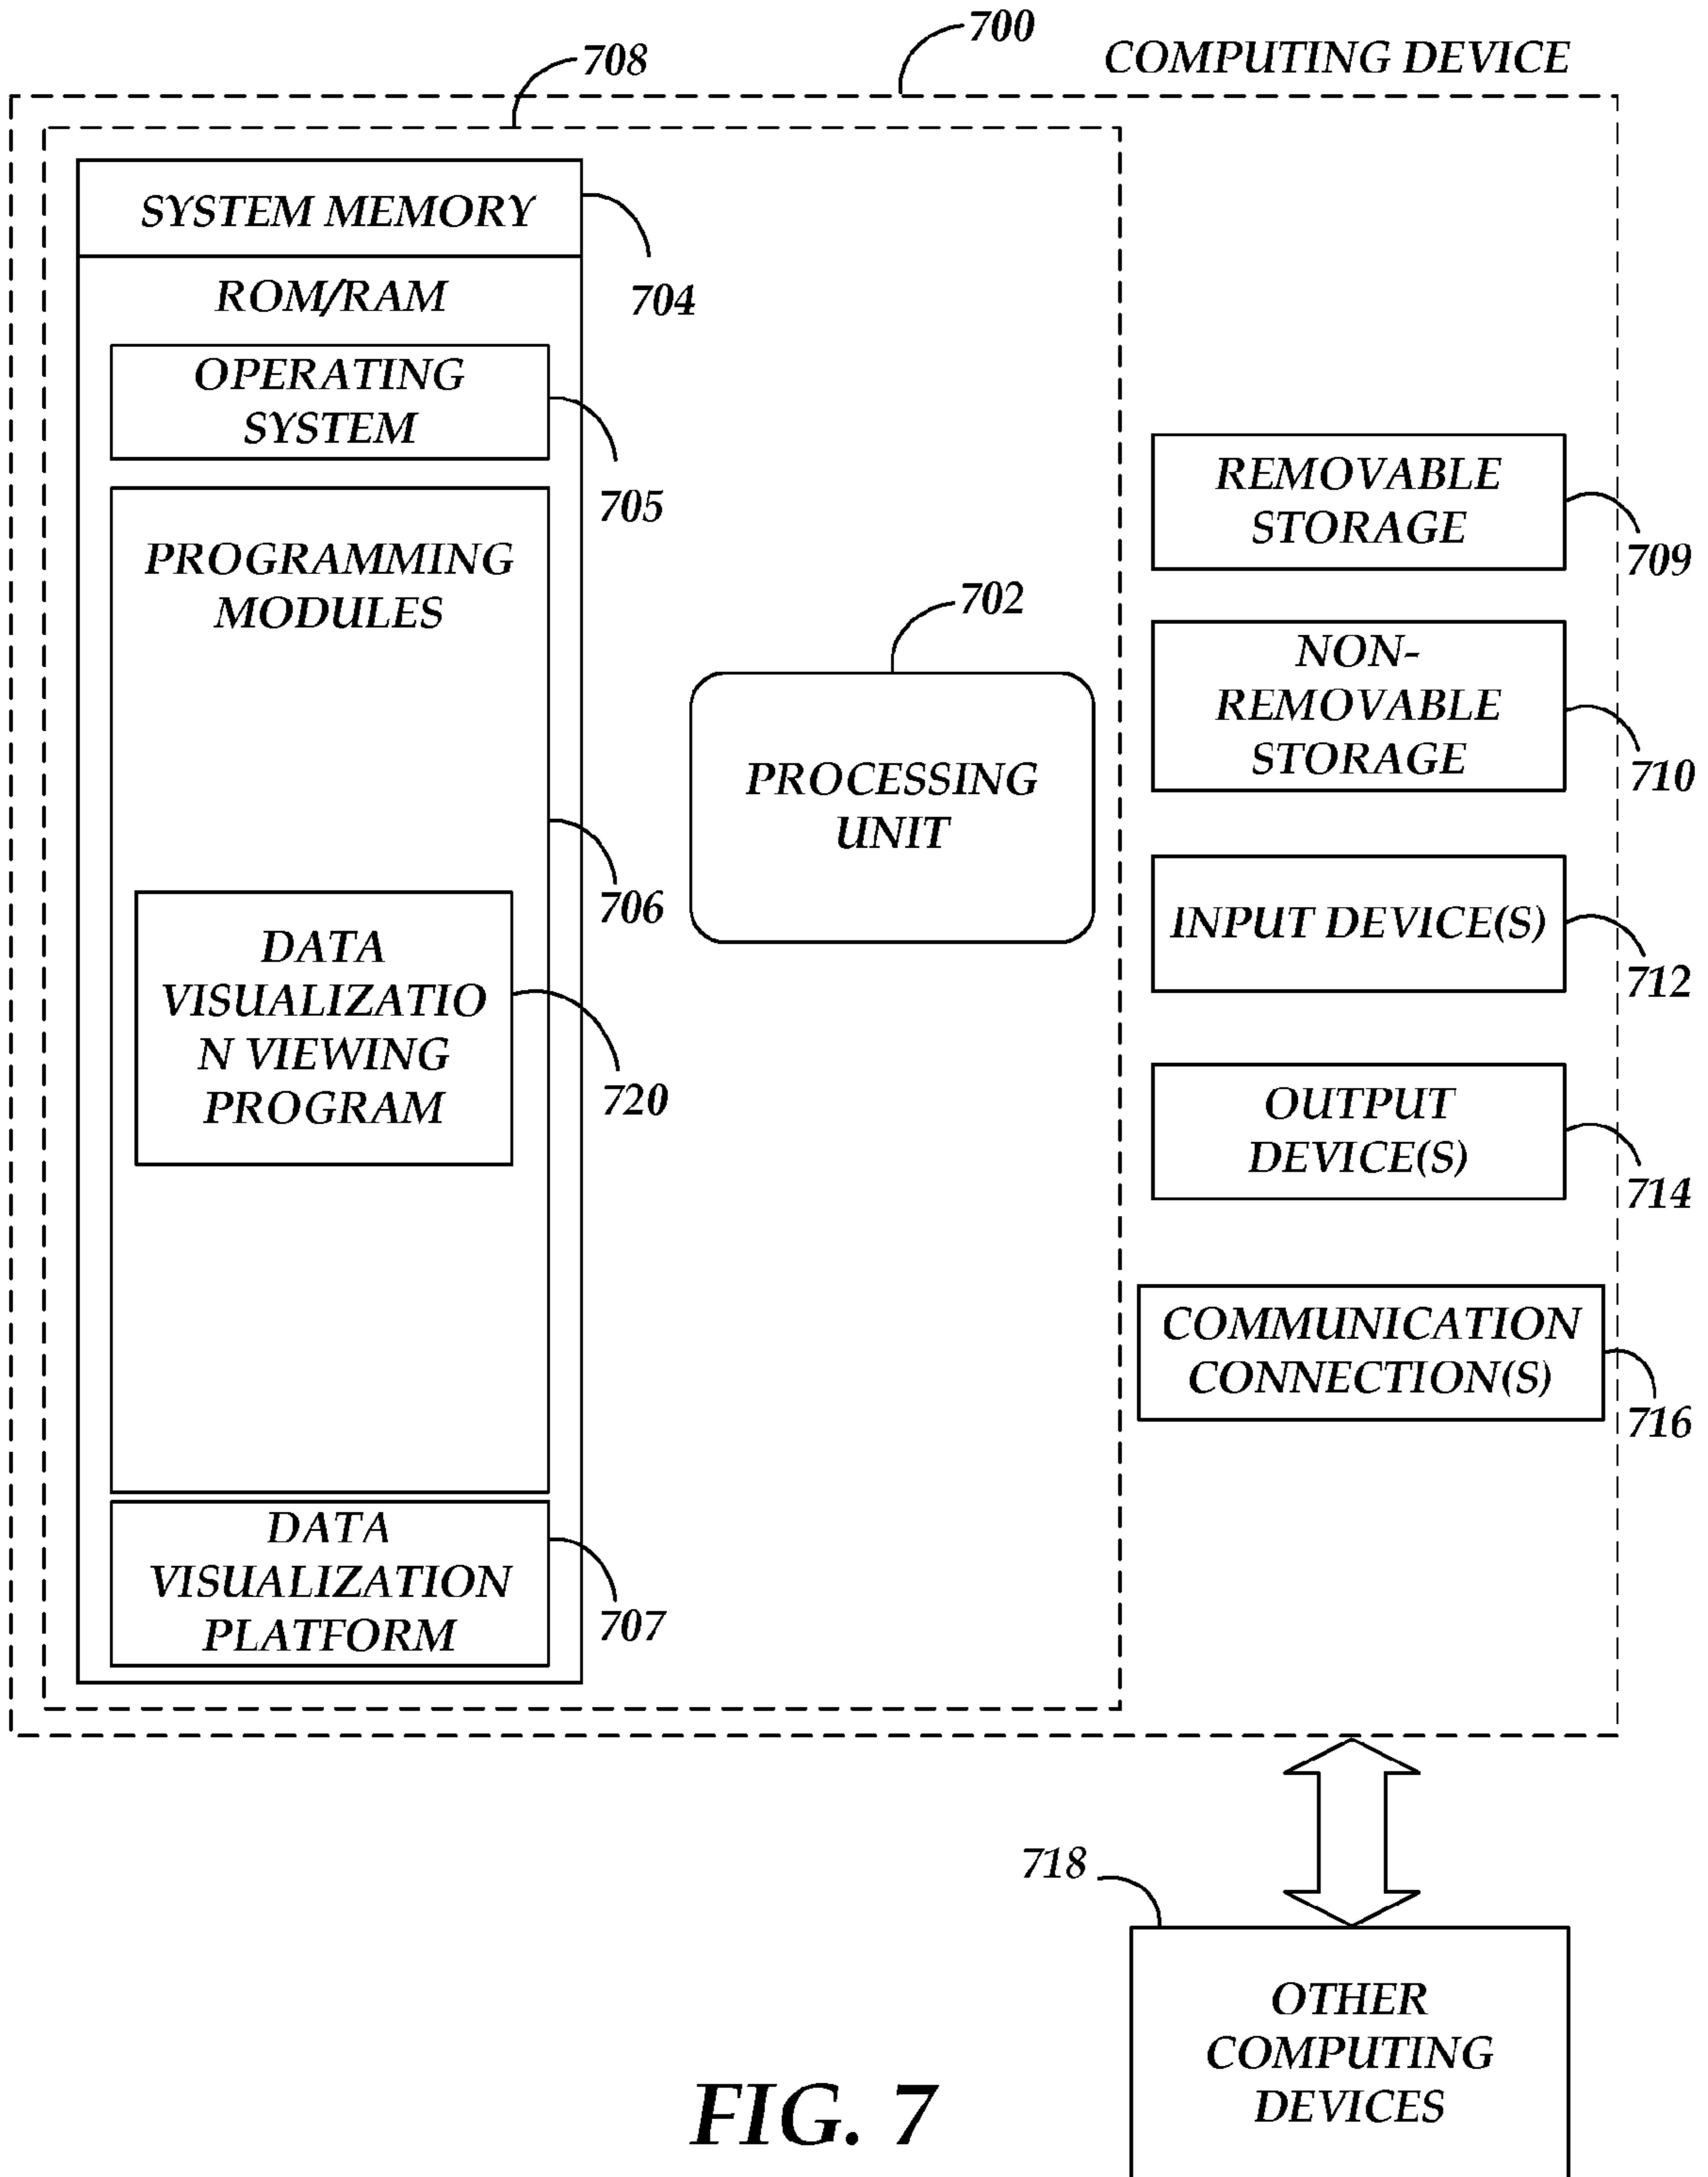 700
COMPUTING DEVICE
708
SYSTEM MEMORY
704
ROM/RAM
OPERATING
SYSTEM
705
PROGRAMMING
MODULES
706
DATA
VISUALIZATIO
N VIEWING
PROGRAM
720
DATA
VISUALIZATION
PLATFORM
707
702
PROCESSING
UNIT
REMOVABLE
STORAGE
709
NON-
REMOVABLE
STORAGE
710
INPUT DEVICE(S)
712
OUTPUT
DEVICE(S)
714
COMMUNICATION
CONNECTION(S)
716
718
OTHER
COMPUTING
DEVICES
FIG. 7